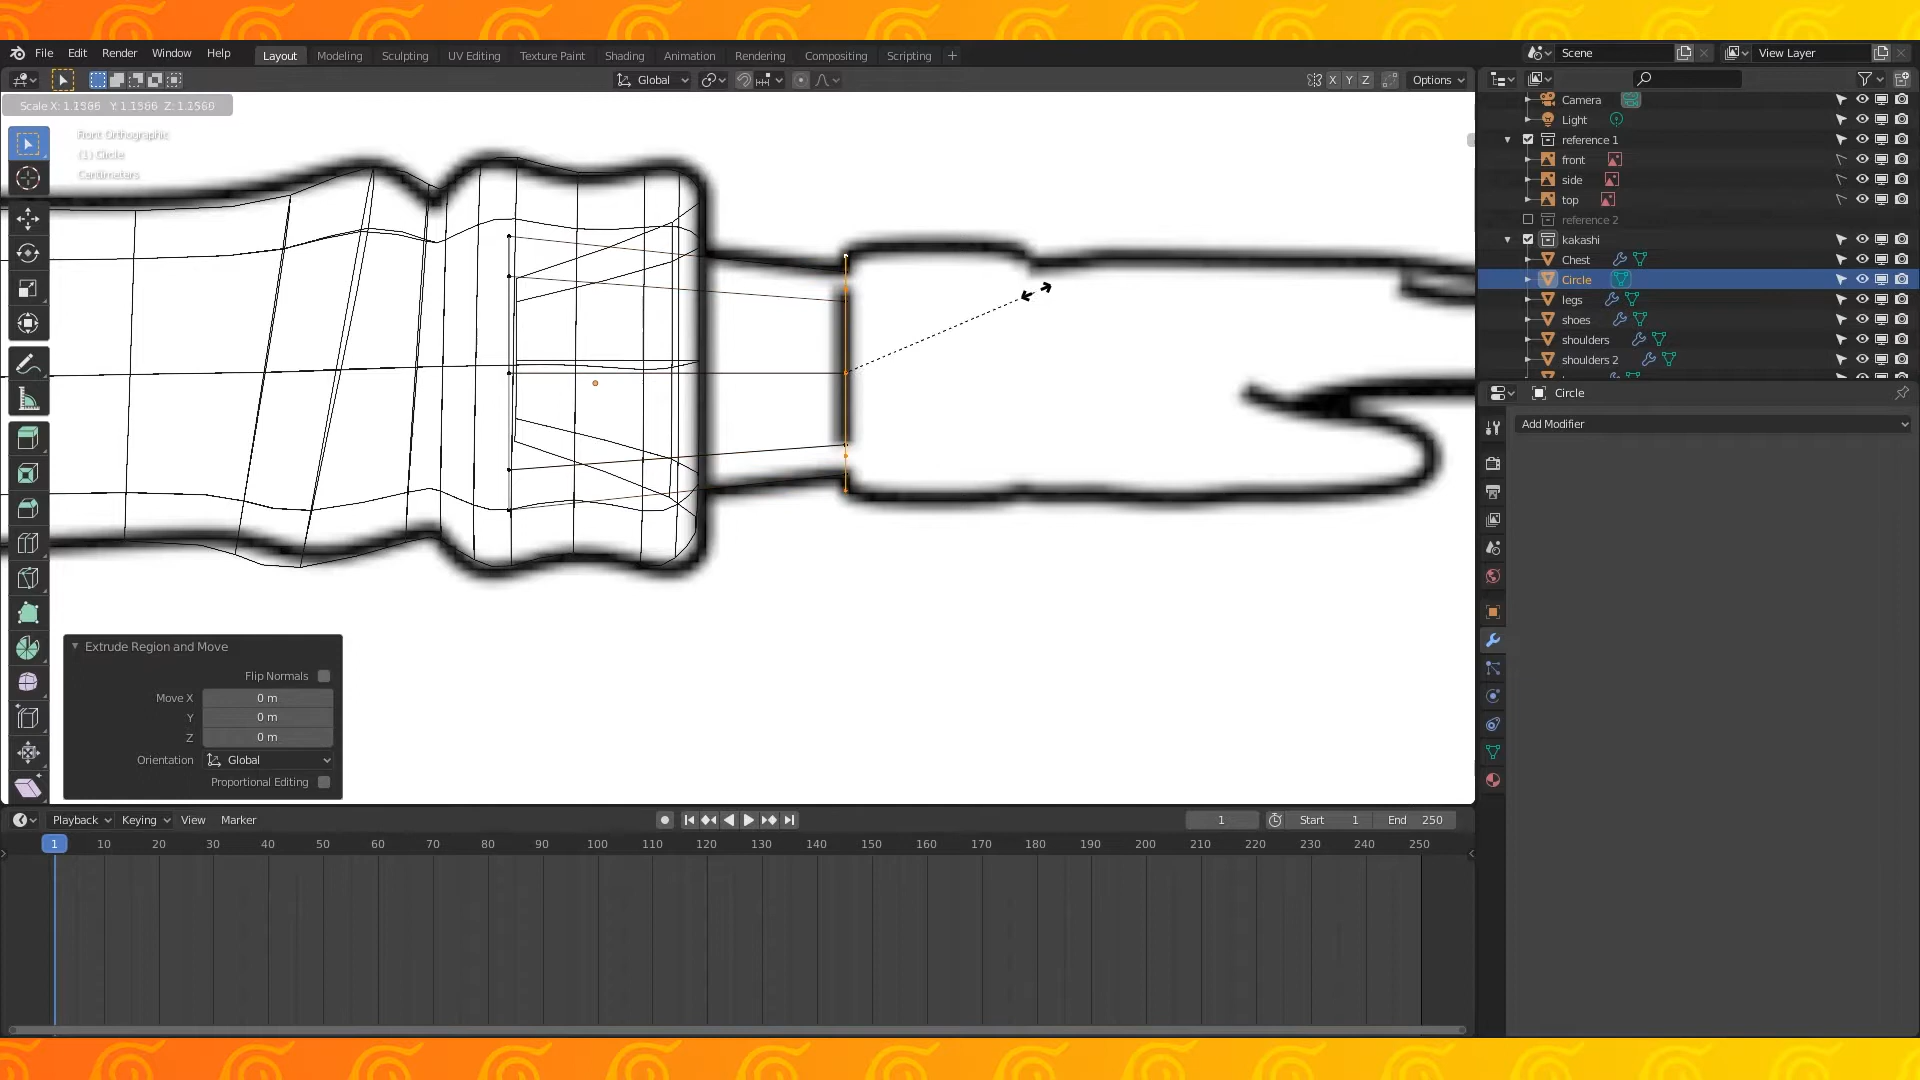 File Edit Render Window Help Layout Modeling Sculpting UV Editing Texture Paint Shading Animation Rendering Compositing Scripting + Scene View Layer
Global X Y Z Options
Scale X: 1.1566 Y: 1.1566 Z: 1.1566
Front Orthographic
(1) Circle
Centimeters
Camera
Light
reference 1
front
side
top
reference 2
kakashi
Chest
Circle
legs
shoes
shoulders
shoulders 2
Circle
Add Modifier
Extrude Region and Move
Flip Normals
Move X 0 m
Y 0 m
Z 0 m
Orientation Global
Proportional Editing
Playback Keying View Marker 1 Start 1 End 250
1 10 20 30 40 50 60 70 80 90 100 110 120 130 140 150 160 170 180 190 200 210 220 230 240 250